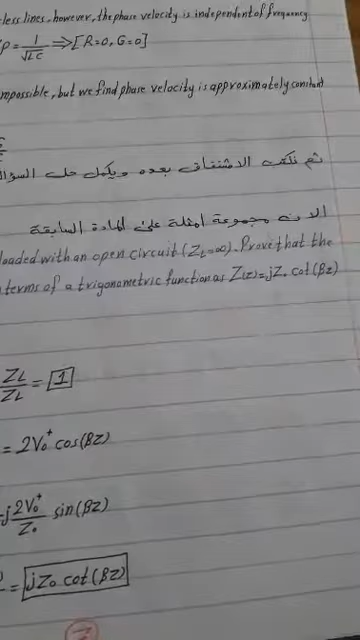 less lines, however, the phase velocity is independent of frequency
p = 1/√LC ⟹ [R=0, G=0]
impossible, but we find phase velocity is approximately constant
ثم نكتب الاشتقاق بعده ويكمل حل السؤال
الان مجموعة امثلة على المادة السابقة
loaded with an open circuit (ZL=∞). Prove that the
terms of a trigonometric function as Z(z)=jZ₀ cot(βz)
ZL/ZL = 1
= 2V₀⁺ cos(βz)
-j 2V₀⁺/Z₀ sin(βz)
= jZ₀ cot(βz)